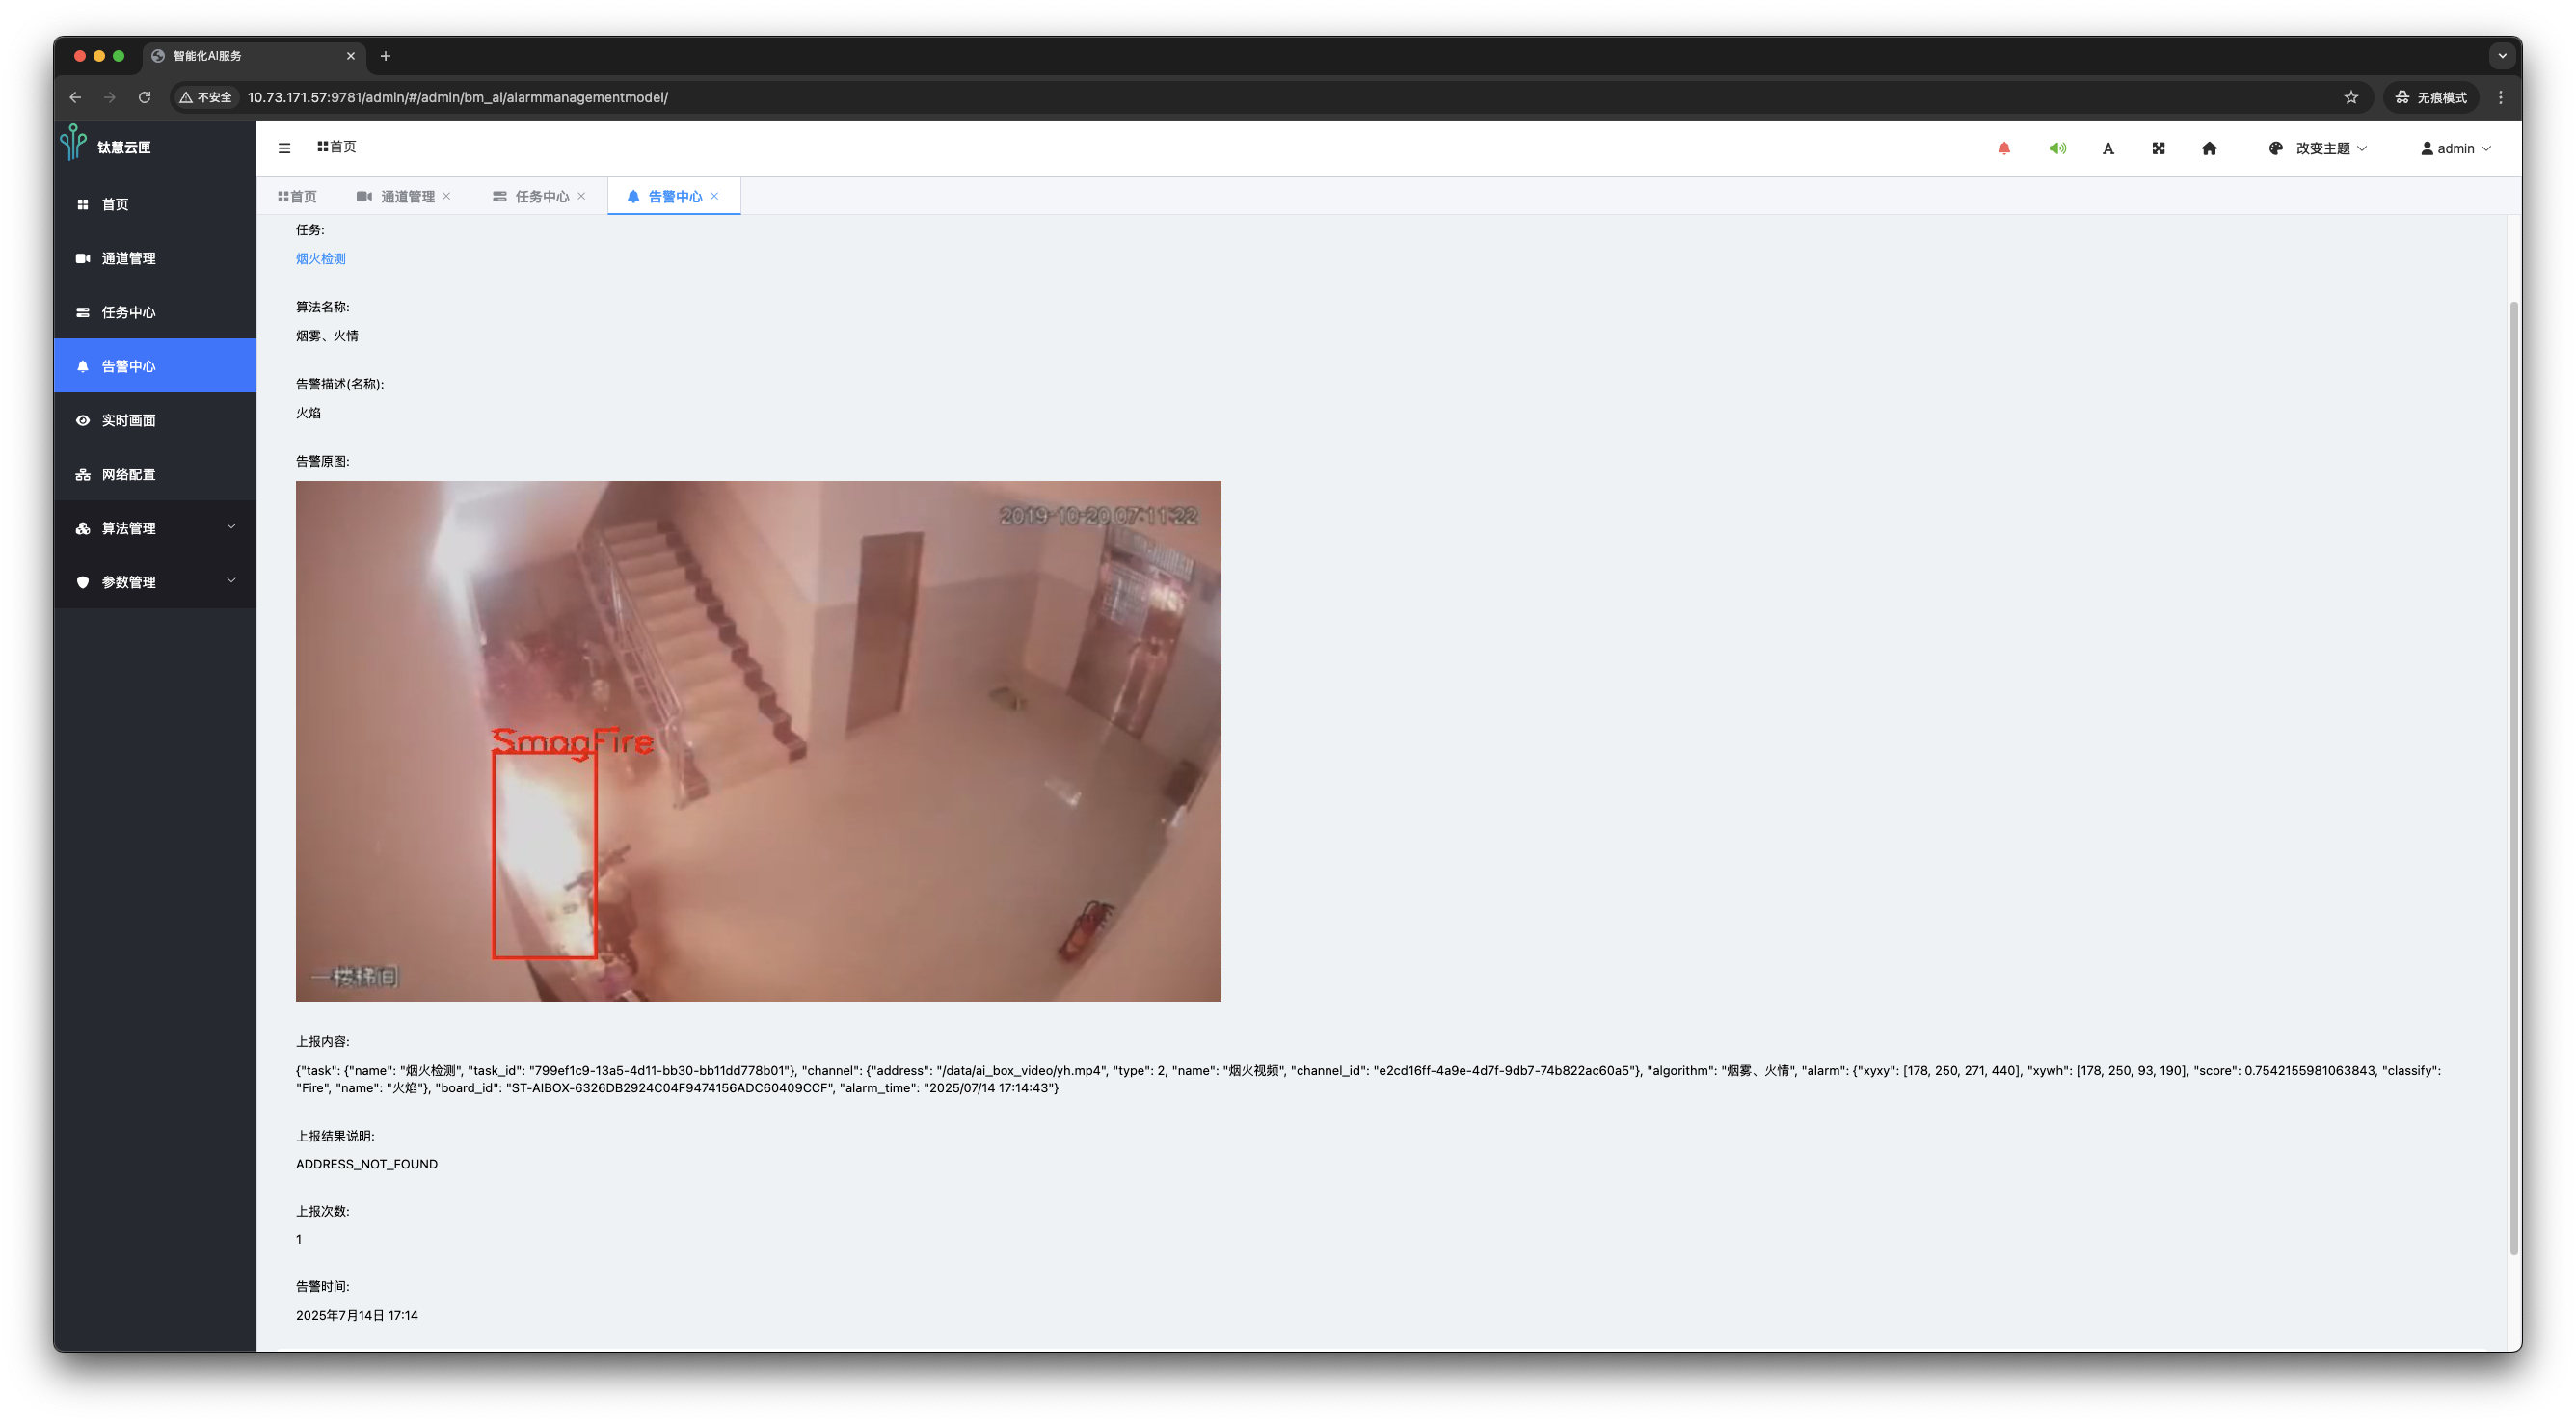 智能化AI服务
不安全 10.73.171.57:9781/admin/#/admin/bm_ai/alarmmanagementmodel/ 无痕模式
钛慧云匣
首页 改变主题 admin
首页 通道管理 任务中心 告警中心
首页
通道管理
任务中心
告警中心
实时画面
网络配置
算法管理
参数管理
任务:
烟火检测
算法名称:
烟雾、火情
告警描述(名称):
火焰
告警原图:
2019-10-20 07:11:22
SmogFire
一楼梯间
上报内容:
{"task": {"name": "烟火检测", "task_id": "799ef1c9-13a5-4d11-bb30-bb11dd778b01"}, "channel": {"address": "/data/ai_box_video/yh.mp4", "type": 2, "name": "烟火视频", "channel_id": "e2cd16ff-4a9e-4d7f-9db7-74b822ac60a5"}, "algorithm": "烟雾、火情", "alarm": {"xyxy": [178, 250, 271, 440], "xywh": [178, 250, 93, 190], "score": 0.7542155981063843, "classify":
"Fire", "name": "火焰"}, "board_id": "ST-AIBOX-6326DB2924C04F9474156ADC60409CCF", "alarm_time": "2025/07/14 17:14:43"}
上报结果说明:
ADDRESS_NOT_FOUND
上报次数:
1
告警时间:
2025年7月14日 17:14